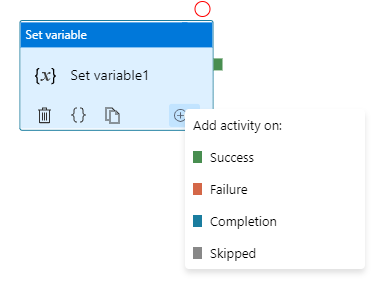 Set variable
{x} Set variable1
{}
Add activity on:
Success
Failure
Completion
Skipped